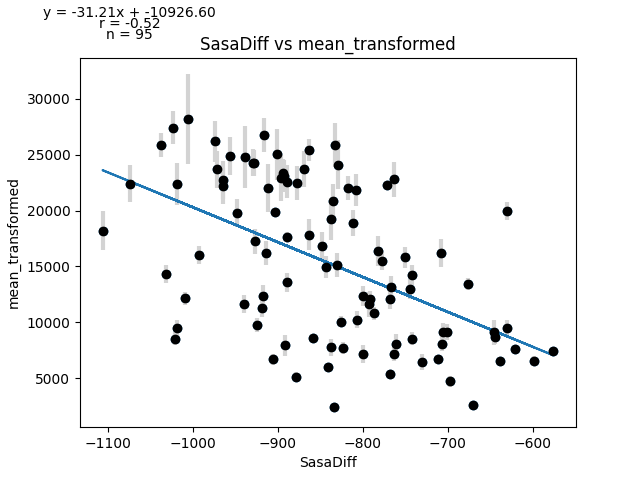 y = -31.21x + -10926.60
r = -0.52
n = 95
SasaDiff vs mean_transformed
30000
25000
20000
15000
10000
5000
mean_transformed
−1100 −1000 −900 −800 −700 −600
SasaDiff